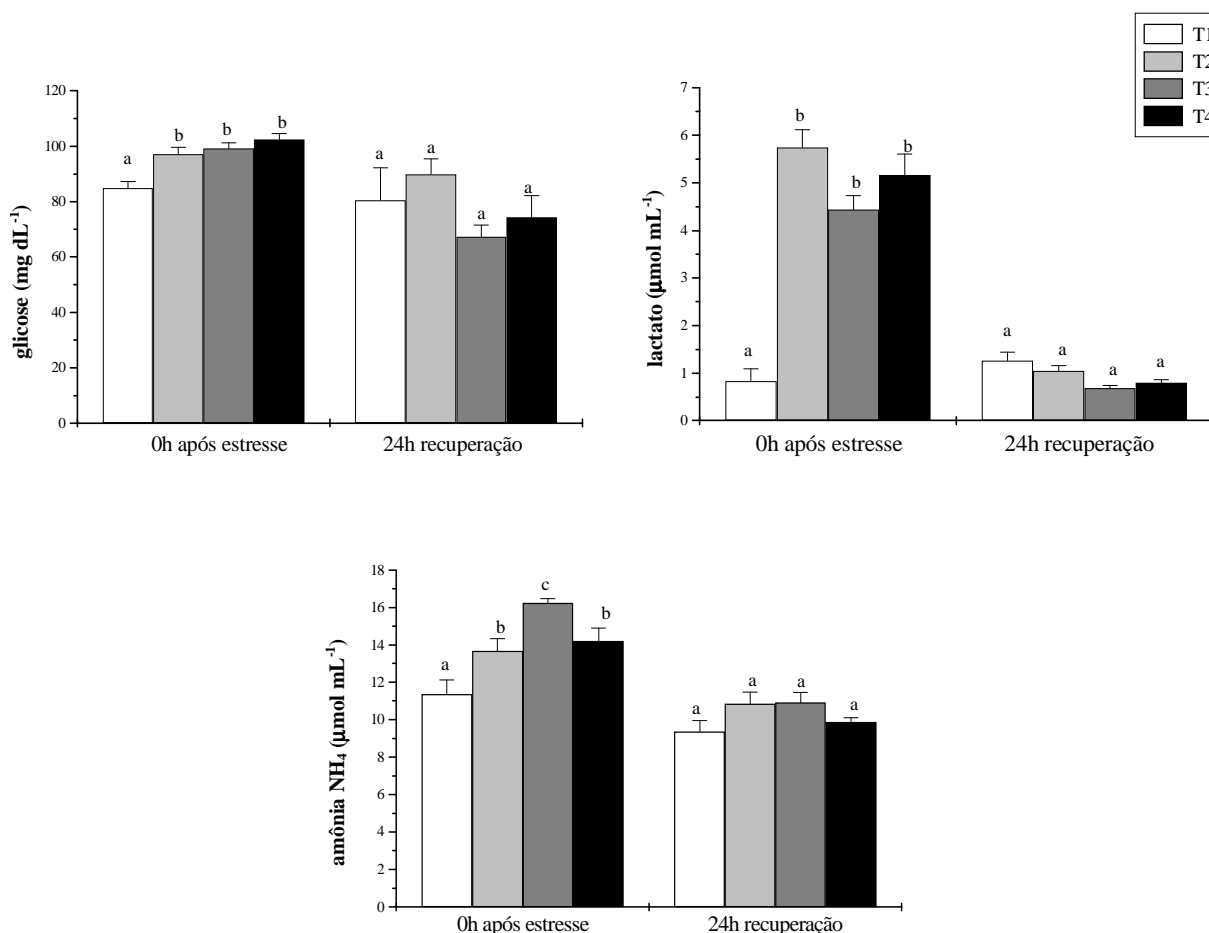 T1
T2
T3
T4
120
100
80
60
40
20
0
glicose (mg dL⁻¹)
a
b
b
b
a
a
a
a
0h após estresse
24h recuperação
7
6
5
4
3
2
1
0
lactato (µmol mL⁻¹)
a
b
b
b
a
a
a
a
0h após estresse
24h recuperação
18
16
14
12
10
8
6
4
2
0
amônia NH₄ (µmol mL⁻¹)
a
b
c
b
a
a
a
a
0h após estresse
24h recuperação